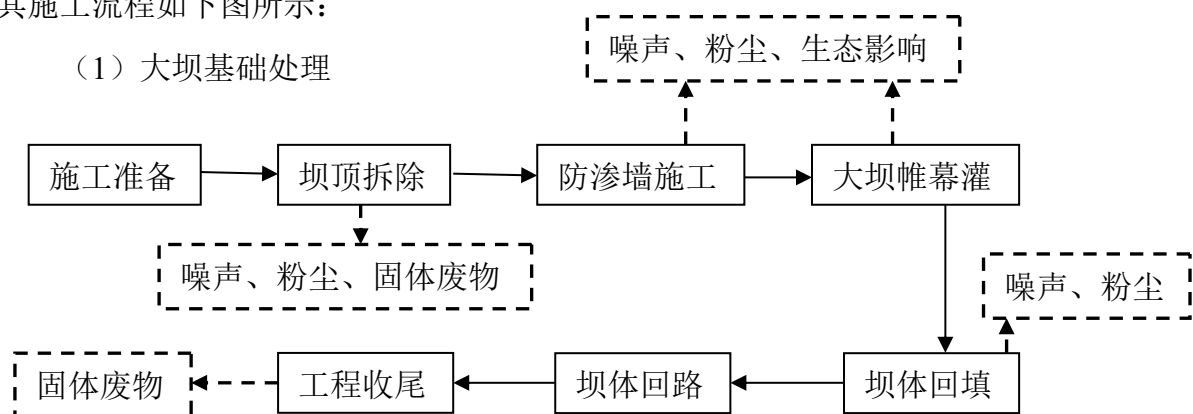 其施工流程如下图所示：
（1）大坝基础处理
噪声、粉尘、生态影响
施工准备
坝顶拆除
防渗墙施工
大坝帷幕灌
噪声、粉尘、固体废物
噪声、粉尘
固体废物
工程收尾
坝体回路
坝体回填